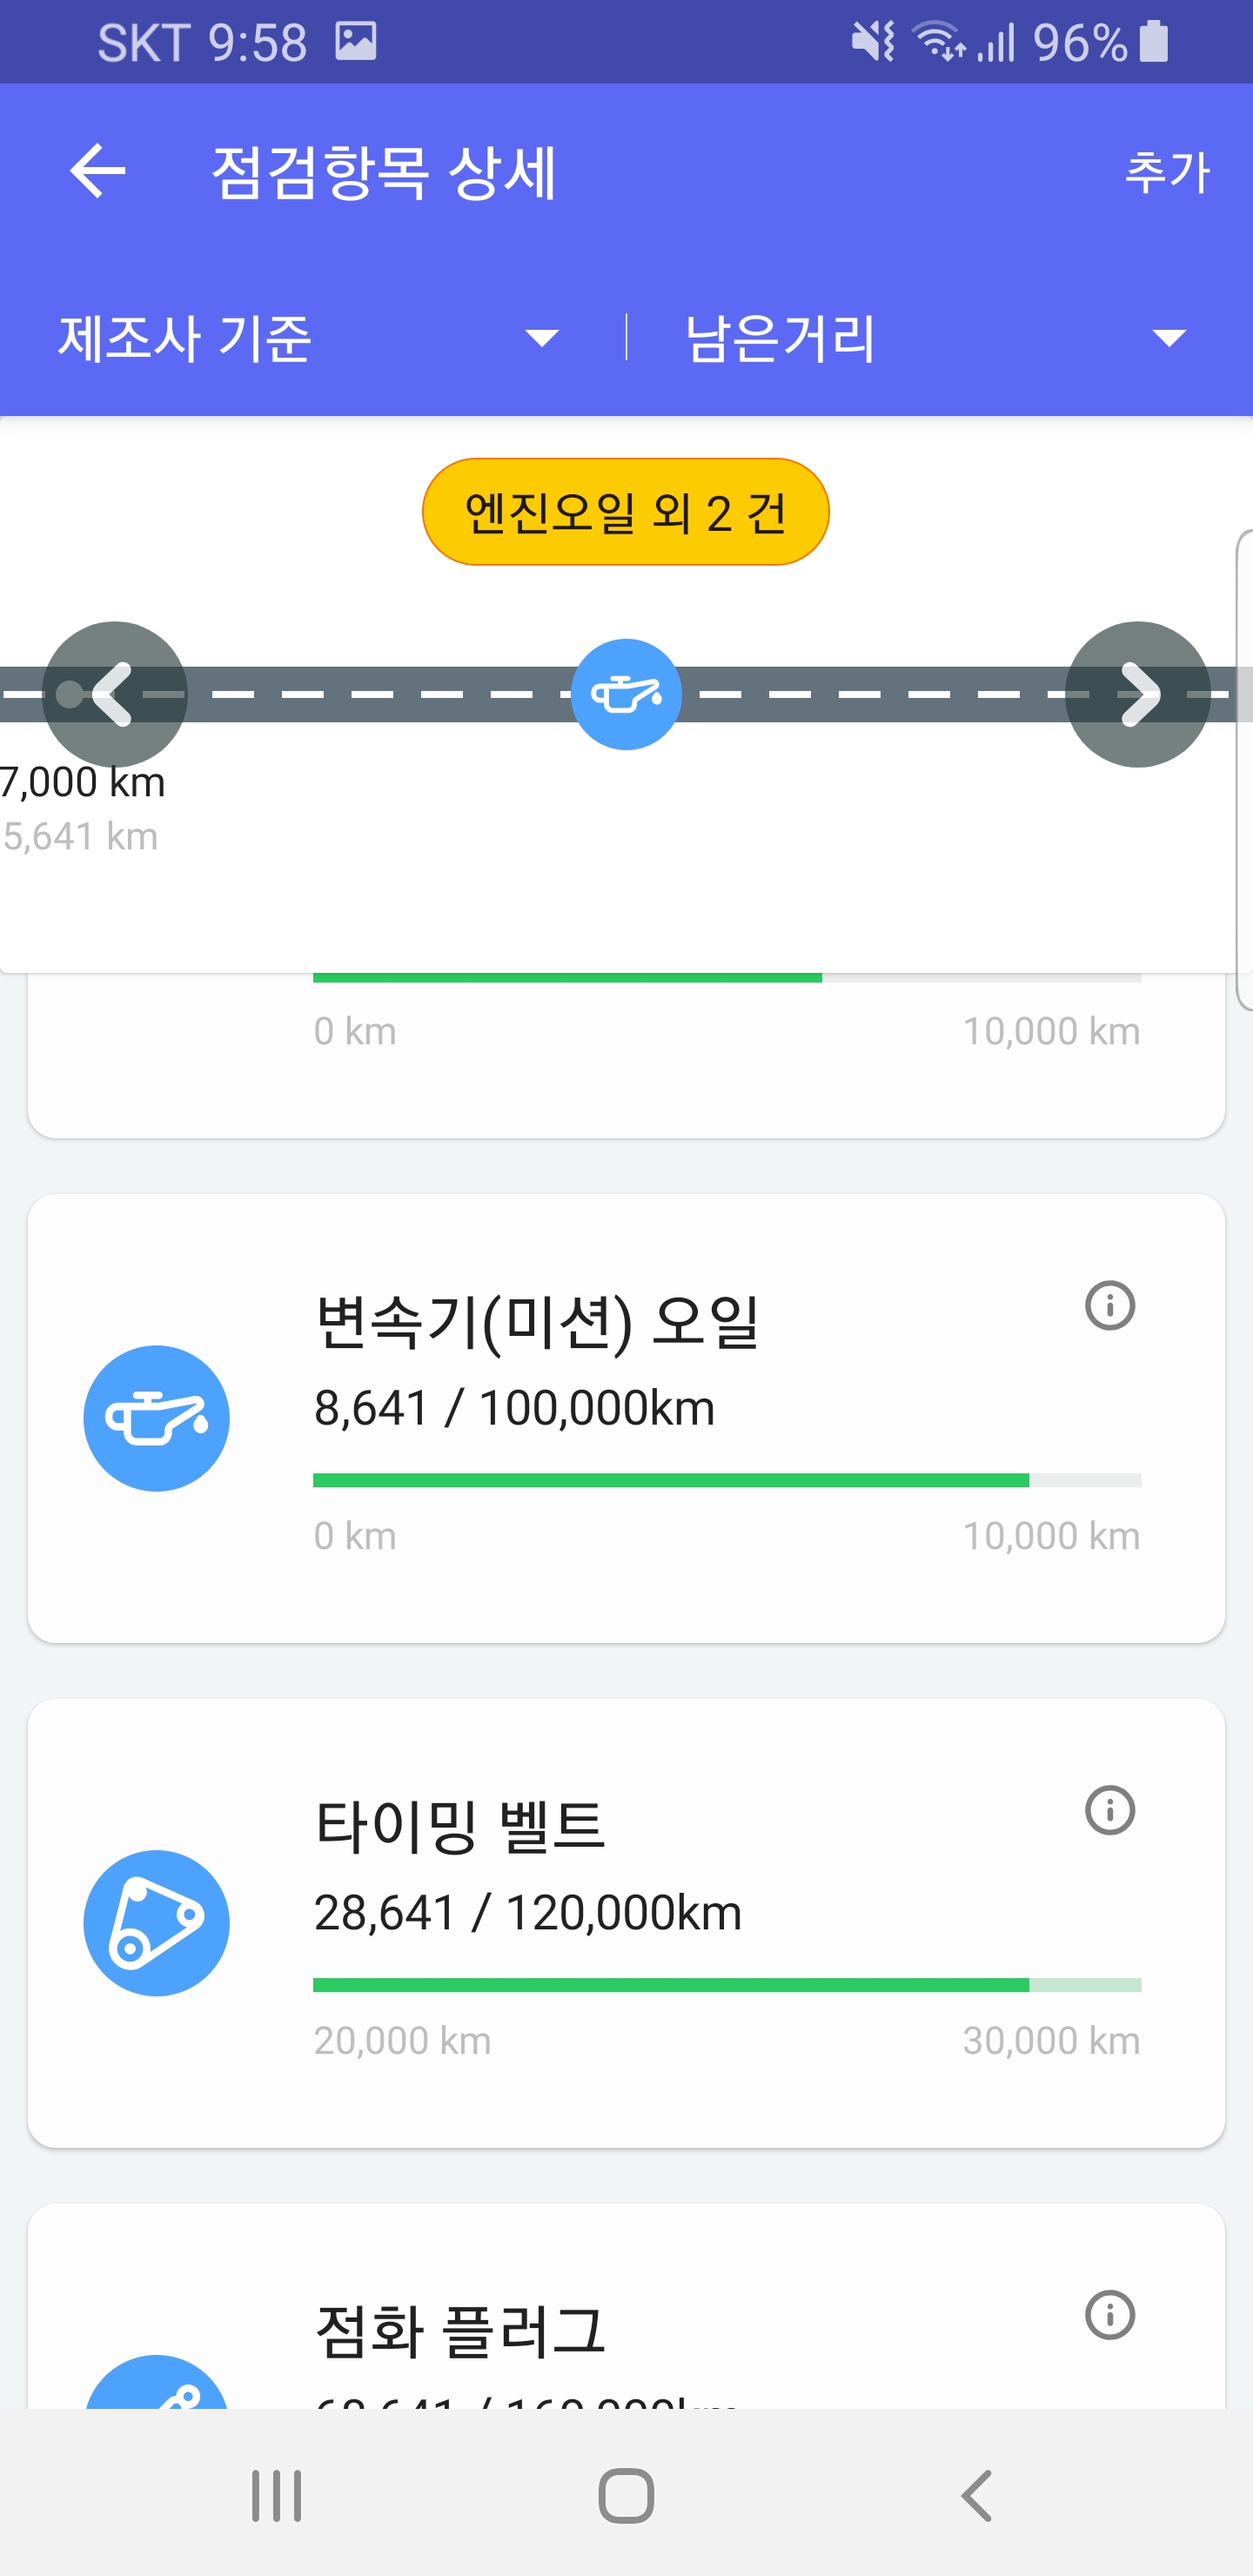 SKT 9:58 96%
점검항목 상세 추가
제조사 기준 남은거리
엔진오일 외 2 건
7,000 km
5,641 km
0 km 10,000 km
변속기(미션) 오일
8,641 / 100,000km
0 km 10,000 km
타이밍 벨트
28,641 / 120,000km
20,000 km 30,000 km
점화 플러그